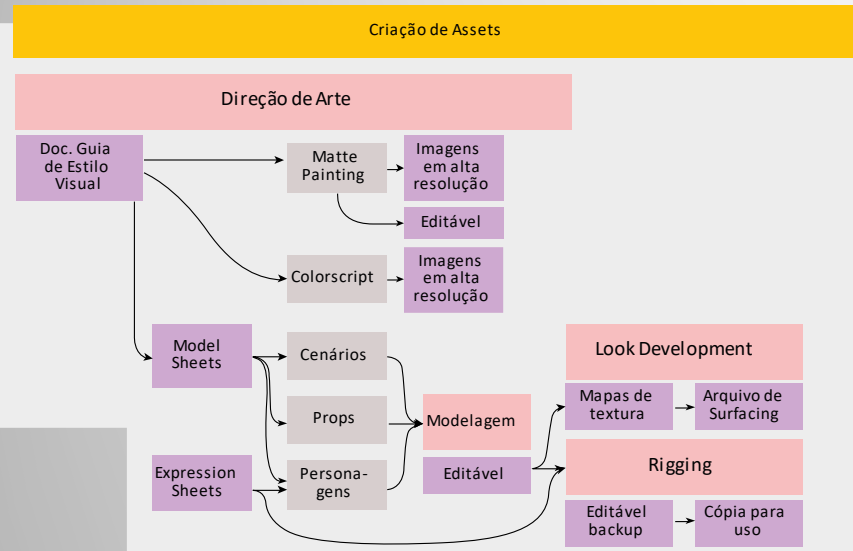 Criação de Assets
Direção de Arte
Doc. Guia
de Estilo
Visual
Matte
Painting
Imagens
em alta
resolução
Editável
Colorscript
Imagens
em alta
resolução
Model
Sheets
Cenários
Props
Expression
Sheets
Persona-
gens
Modelagem
Editável
Look Development
Mapas de
textura
Arquivo de
Surfacing
Rigging
Editável
backup
Cópia para
uso